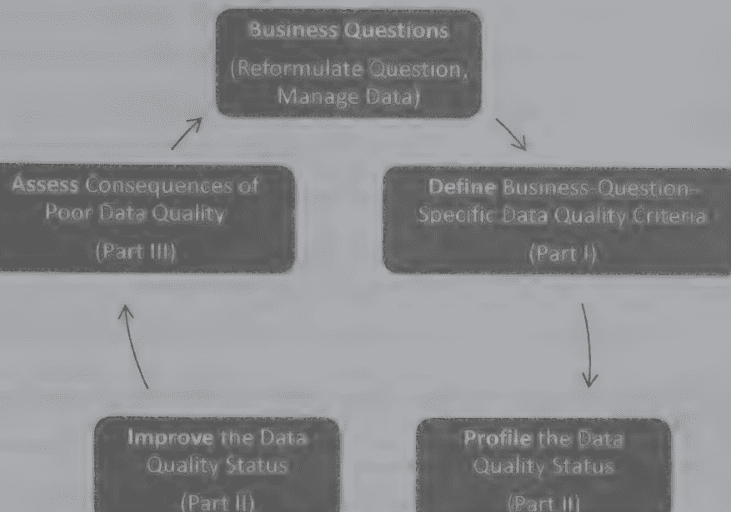 Business Questions
(Reformulate Question,
Manage Data)
Assess Consequences of
Poor Data Quality
(Part III)
Define Business-Question-
Specific Data Quality Criteria
(Part I)
Improve the Data
Quality Status
(Part II)
Profile the Data
Quality Status
(Part II)